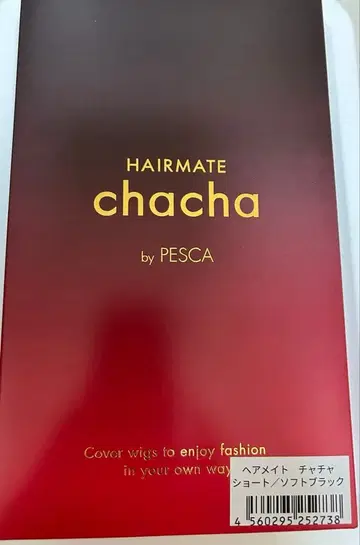 HAIRMATE
chacha
by PESCA
Cover wigs to enjoy fashion
in your own way
ヘアメイト チャチャ
ショート／ソフトブラック
4 560295 252738